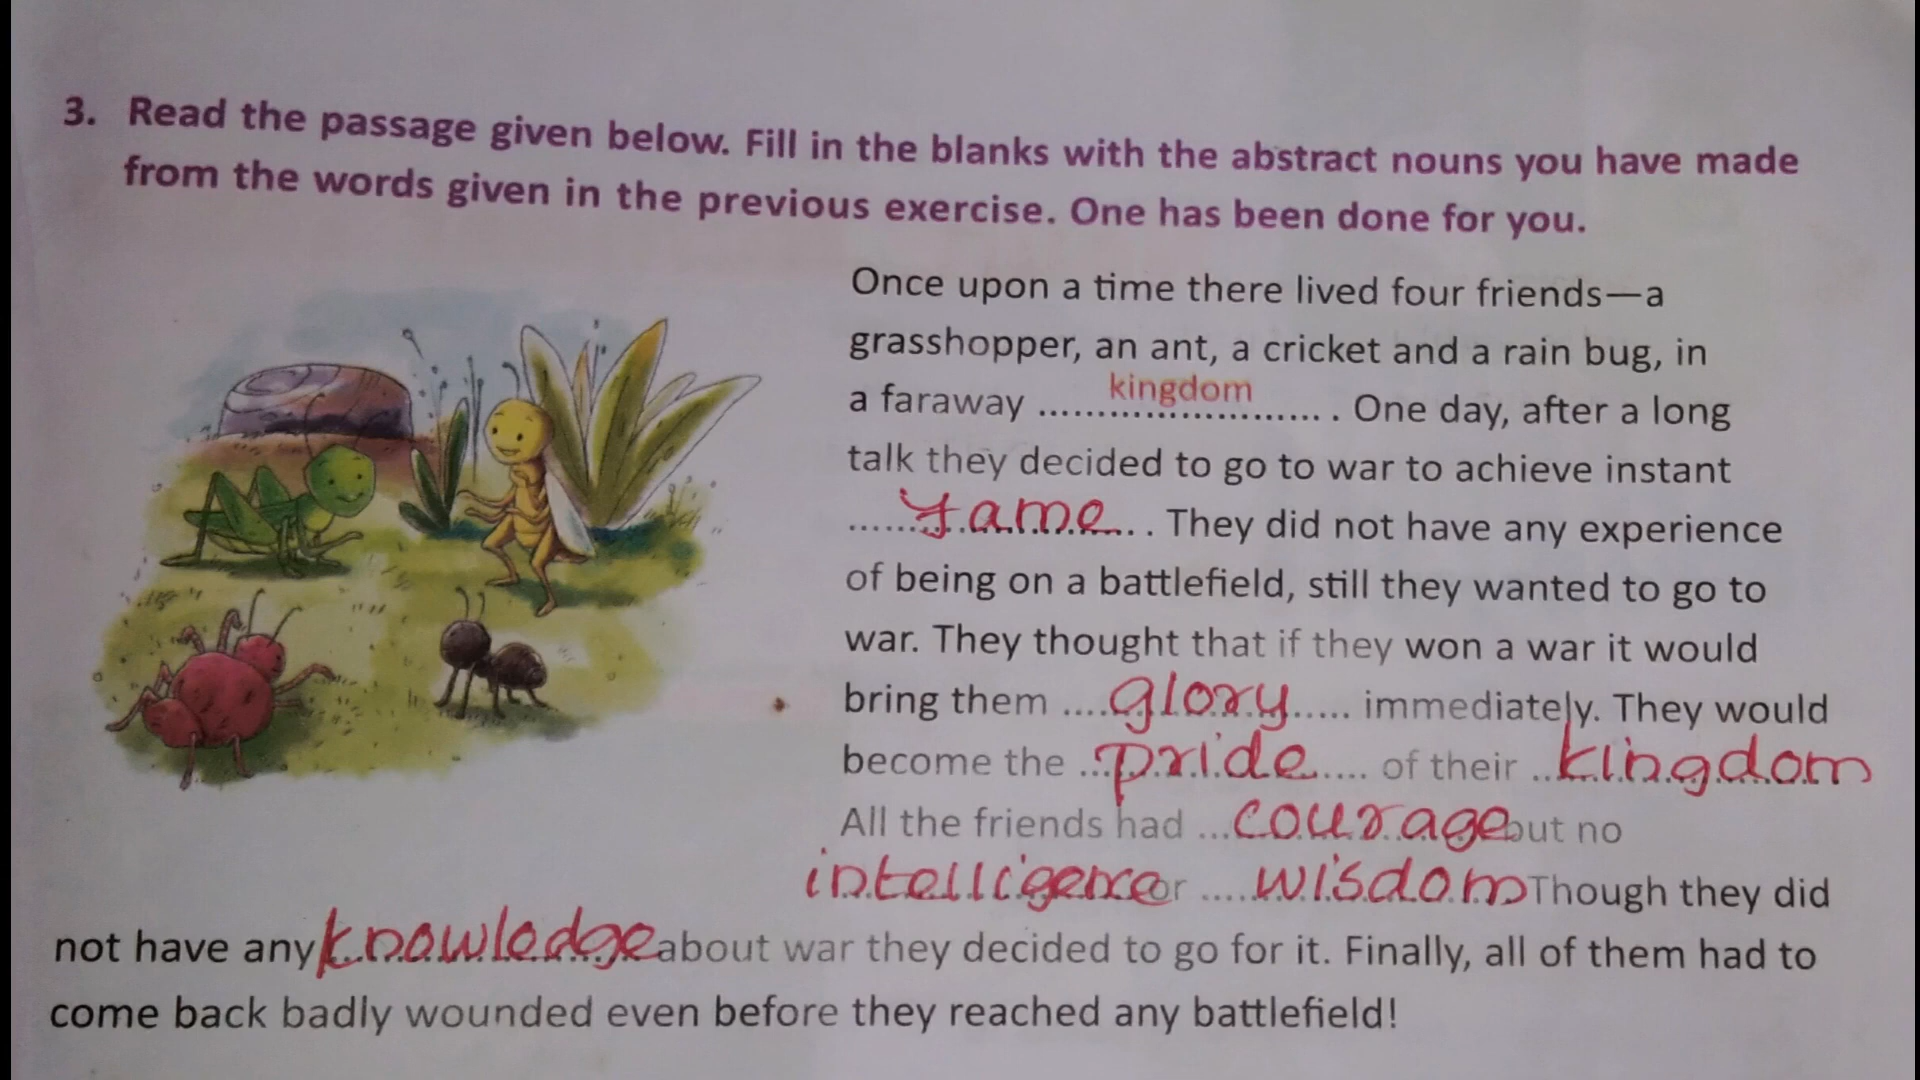 3. Read the passage given below. Fill in the blanks with the abstract nouns you have made
from the words given in the previous exercise. One has been done for you.
Once upon a time there lived four friends—a
grasshopper, an ant, a cricket and a rain bug, in
a faraway kingdom. One day, after a long
talk they decided to go to war to achieve instant
fame. They did not have any experience
of being on a battlefield, still they wanted to go to
war. They thought that if they won a war it would
bring them glory immediately. They would
become the pride of their kingdom
All the friends had courage but no
intelligence or wisdom Though they did
not have any knowledge about war they decided to go for it. Finally, all of them had to
come back badly wounded even before they reached any battlefield!